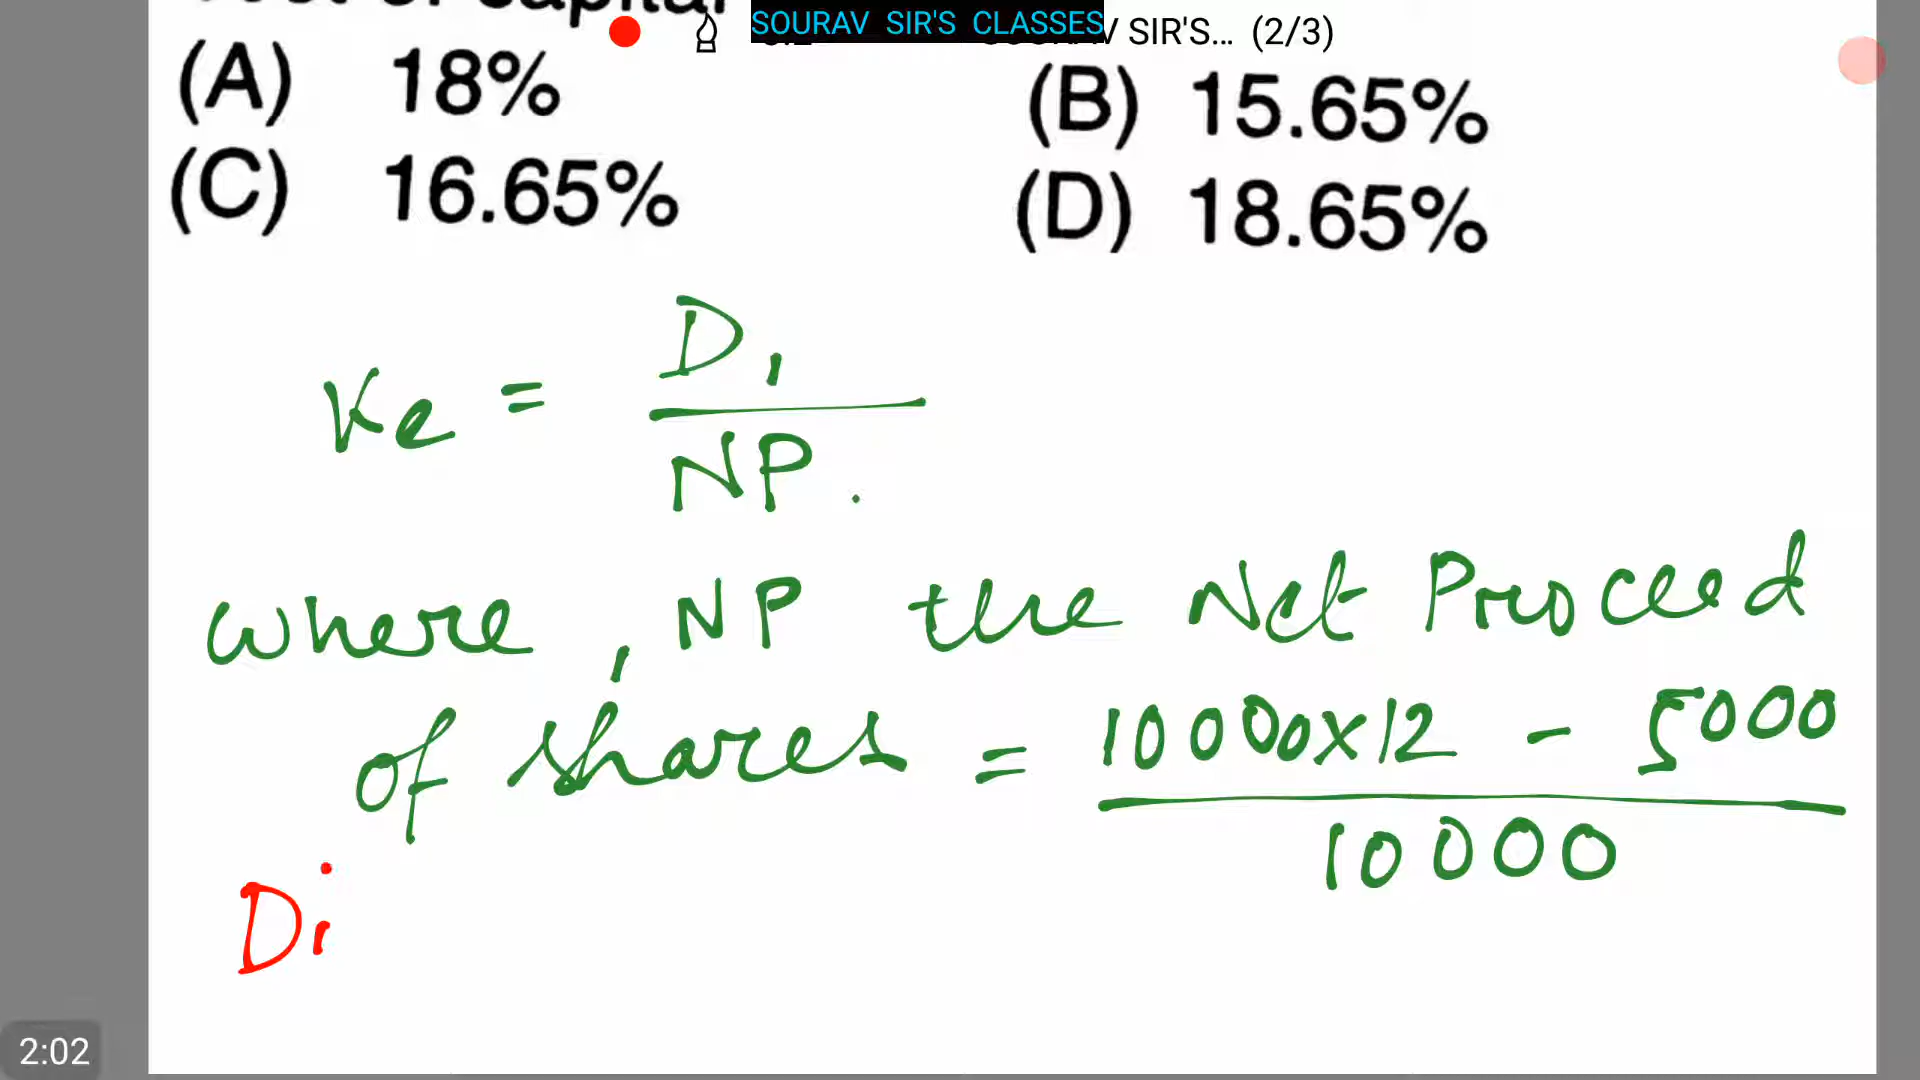 SOURAV SIR'S CLASSES
V SIR'S... (2/3)
(A) 18% (B) 15.65%
(C) 16.65% (D) 18.65%
Ke = D1
NP.
where, NP the Net Proceed
of shares = 10000x12 - 5000
10000
Di
2:02